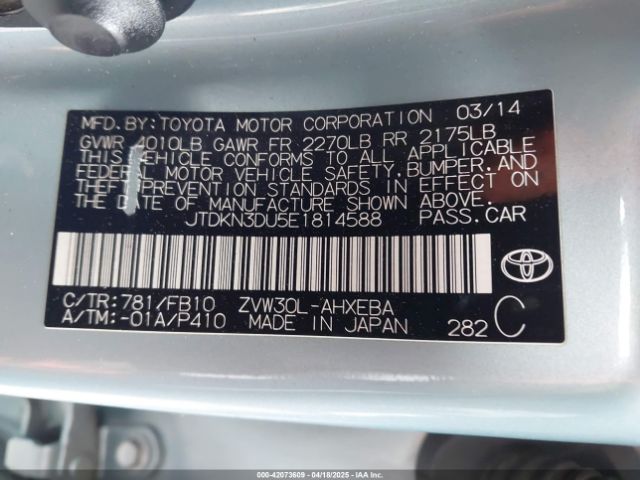 MFD. BY: TOYOTA MOTOR CORPORATION 03/14
GVWR 4010LB GAWR FR 2270LB RR 2175LB
THIS VEHICLE CONFORMS TO ALL APPLICABLE
FEDERAL MOTOR VEHICLE SAFETY, BUMPER, AND
THEFT PREVENTION STANDARDS IN EFFECT ON
THE DATE OF MANUFACTURE SHOWN ABOVE.
JTDKN3DU5E1814588 PASS. CAR
C/TR: 781/FB10 ZVW30L-AHXEBA
A/TM: -01A/P410 MADE IN JAPAN 282 C
000-42073609 - 04/18/2025 - IAAI.COM